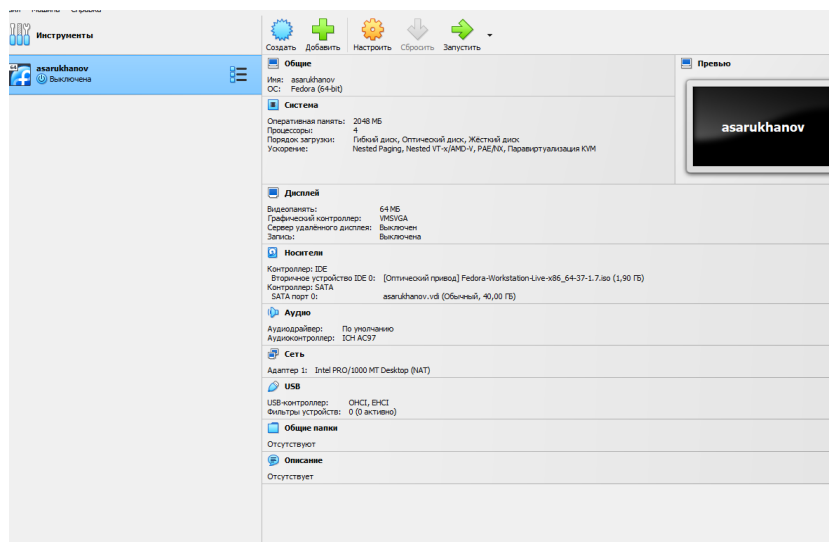 Машина Справка
Инструменты
Создать Добавить Настроить Сбросить Запустить
64
asarukhanov
Выключена
Общие
Имя: asarukhanov
ОС: Fedora (64-bit)
Превью
asarukhanov
Система
Оперативная память: 2048 МБ
Процессоры: 4
Порядок загрузки: Гибкий диск, Оптический диск, Жёсткий диск
Ускорение: Nested Paging, Nested VT-x/AMD-V, PAE/NX, Паравиртуализация KVM
Дисплей
Видеопамять: 64 МБ
Графический контроллер: VMSVGA
Сервер удалённого дисплея: Выключен
Запись: Выключена
Носители
Контроллер: IDE
Вторичное устройство IDE 0: [Оптический привод] Fedora-Workstation-Live-x86_64-37-1.7.iso (1,90 ГБ)
Контроллер: SATA
SATA порт 0: asarukhanov.vdi (Обычный, 40,00 ГБ)
Аудио
Аудиодрайвер: По умолчанию
Аудиоконтроллер: ICH AC97
Сеть
Адаптер 1: Intel PRO/1000 MT Desktop (NAT)
USB
USB-контроллер: OHCI, EHCI
Фильтры устройств: 0 (0 активно)
Общие папки
Отсутствуют
Описание
Отсутствует